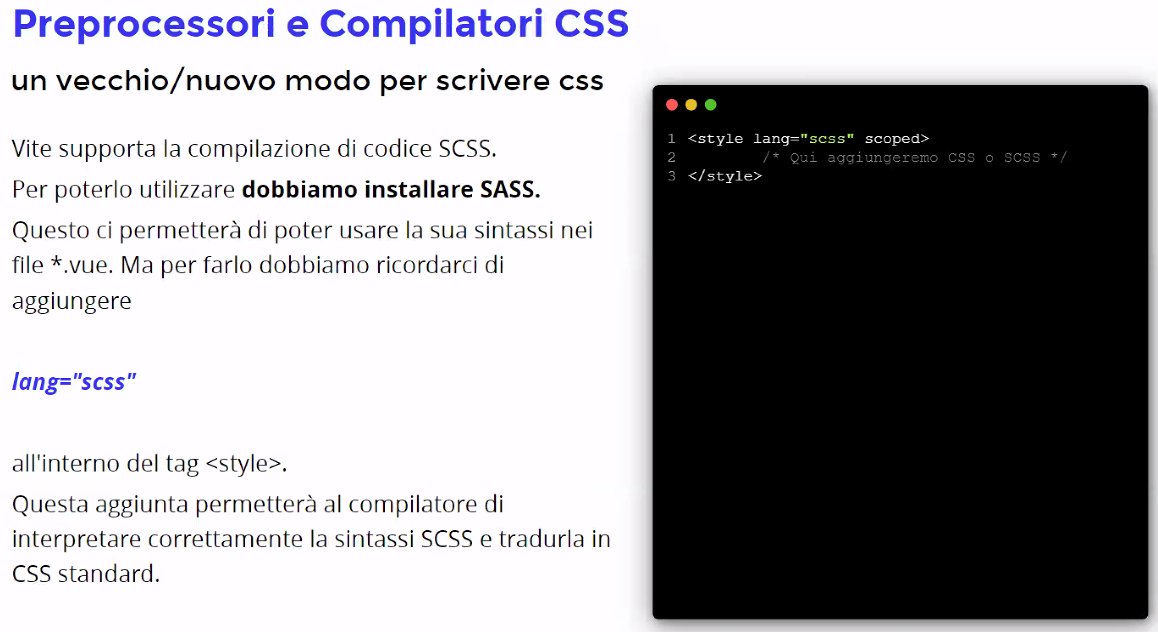 Preprocessori e Compilatori CSS
un vecchio/nuovo modo per scrivere css
Vite supporta la compilazione di codice SCSS.
Per poterlo utilizzare dobbiamo installare SASS.
Questo ci permetterà di poter usare la sua sintassi nei
file *.vue. Ma per farlo dobbiamo ricordarci di
aggiungere
lang="scss"
all'interno del tag <style>.
Questa aggiunta permetterà al compilatore di
interpretare correttamente la sintassi SCSS e tradurla in
CSS standard.
1 <style lang="scss" scoped>
2 /* Qui aggiungeremo CSS o SCSS */
3 </style>